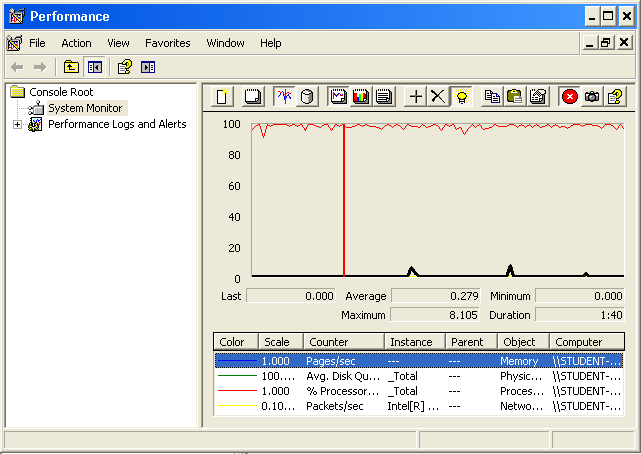 Performance
File Action View Favorites Window Help
Console Root
System Monitor
Performance Logs and Alerts
100
80
60
40
20
0
Last 0.000 Average 0.279 Minimum 0.000
Maximum 8.105 Duration 1:40
Color Scale Counter Instance Parent Object Computer
1.000 Pages/sec --- --- Memory \\STUDENT-...
100.... Avg. Disk Qu... _Total --- Physic... \\STUDENT-...
1.000 % Processor... _Total --- Proces... \\STUDENT-...
0.10... Packets/sec Intel[R] ... --- Netwo... \\STUDENT-...